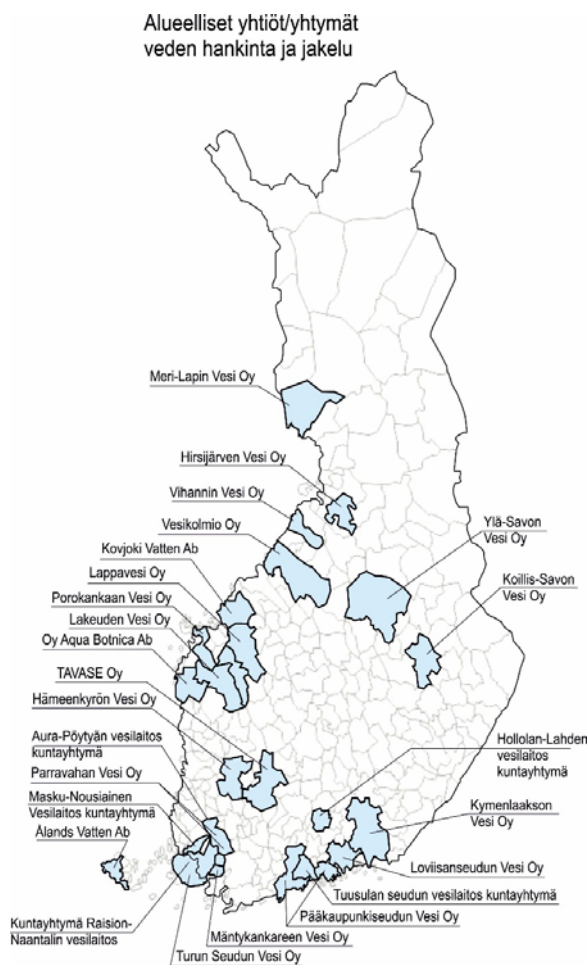 Alueelliset yhtiöt/yhtymät
veden hankinta ja jakelu
Meri-Lapin Vesi Oy
Hirsijärven Vesi Oy
Vihannin Vesi Oy
Vesikolmio Oy
Kovjoki Vatten Ab
Lappavesi Oy
Porokankaan Vesi Oy
Lakeuden Vesi Oy
Oy Aqua Botnica Ab
TAVASE Oy
Hämeenkyrön Vesi Oy
Aura-Pöytyän vesilaitos
kuntayhtymä
Parravahan Vesi Oy
Masku-Nousiainen
Vesilaitos kuntayhtymä
Ålands Vatten Ab
Kuntayhtymä Raision-
Naantalin vesilaitos
Ylä-Savon
Vesi Oy
Koillis-Savon
Vesi Oy
Hollolan-Lahden
vesilaitos
kuntayhtymä
Kymenlaakson
Vesi Oy
Loviisanseudun Vesi Oy
Tuusulan seudun vesilaitos kuntayhtymä
Pääkaupunkiseudun Vesi Oy
Mäntykankareen Vesi Oy
Turun Seudun Vesi Oy